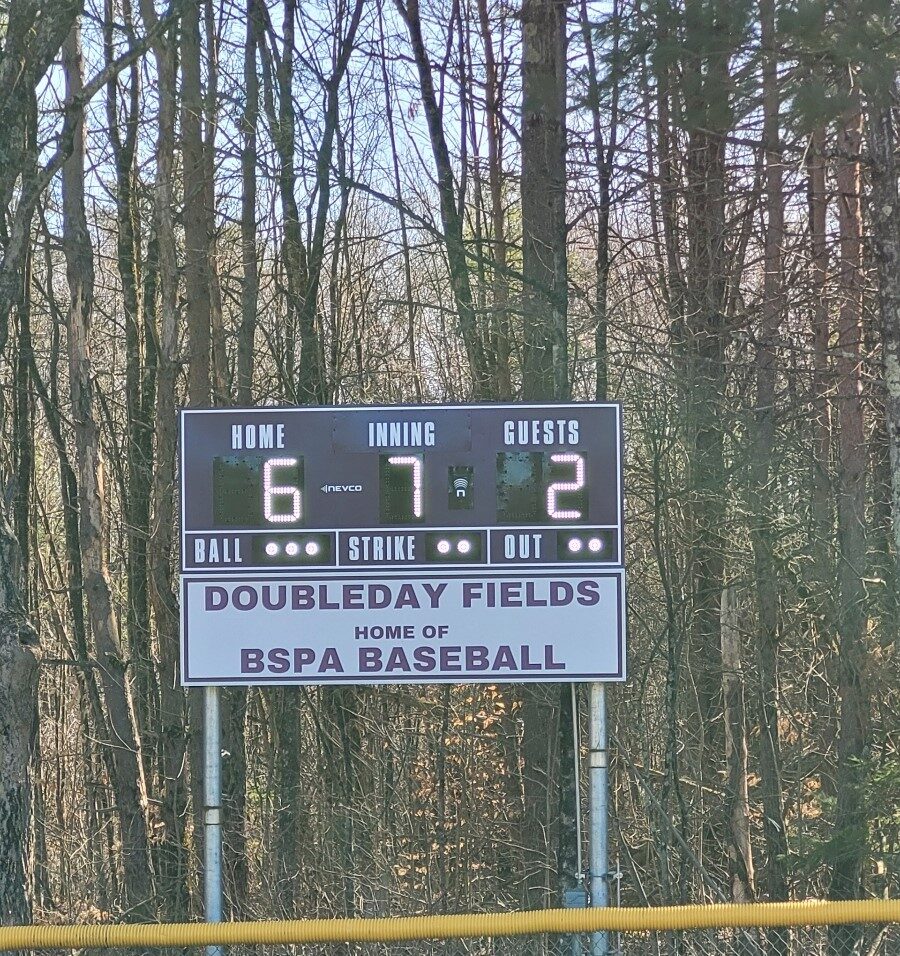 HOME INNING GUESTS
6 NEVCO 7 2
BALL STRIKE OUT
DOUBLEDAY FIELDS
HOME OF
BSPA BASEBALL